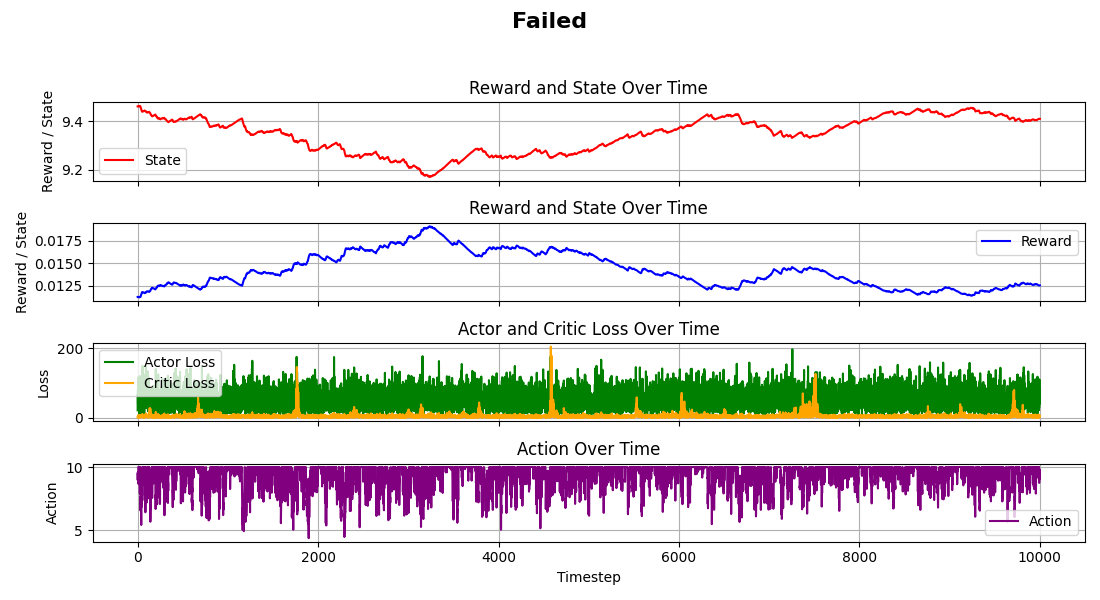 Failed
Reward and State Over Time
Reward / State
9.4
9.2
State
Reward and State Over Time
Reward / State
0.0175
0.0150
0.0125
Reward
Actor and Critic Loss Over Time
Loss
200
0
Actor Loss
Critic Loss
Action Over Time
Action
10
5
Action
0 2000 4000 6000 8000 10000
Timestep